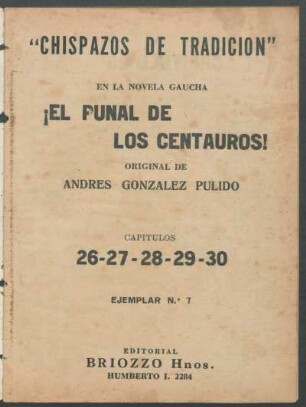 "CHISPAZOS DE TRADICION"
EN LA NOVELA GAUCHA
¡EL PUNAL DE
LOS CENTAUROS!
ORIGINAL DE
ANDRES GONZALEZ PULIDO
CAPITULOS
26-27-28-29-30
EJEMPLAR N.° 7
EDITORIAL
BRIOZZO Hnos.
HUMBERTO I. 2284